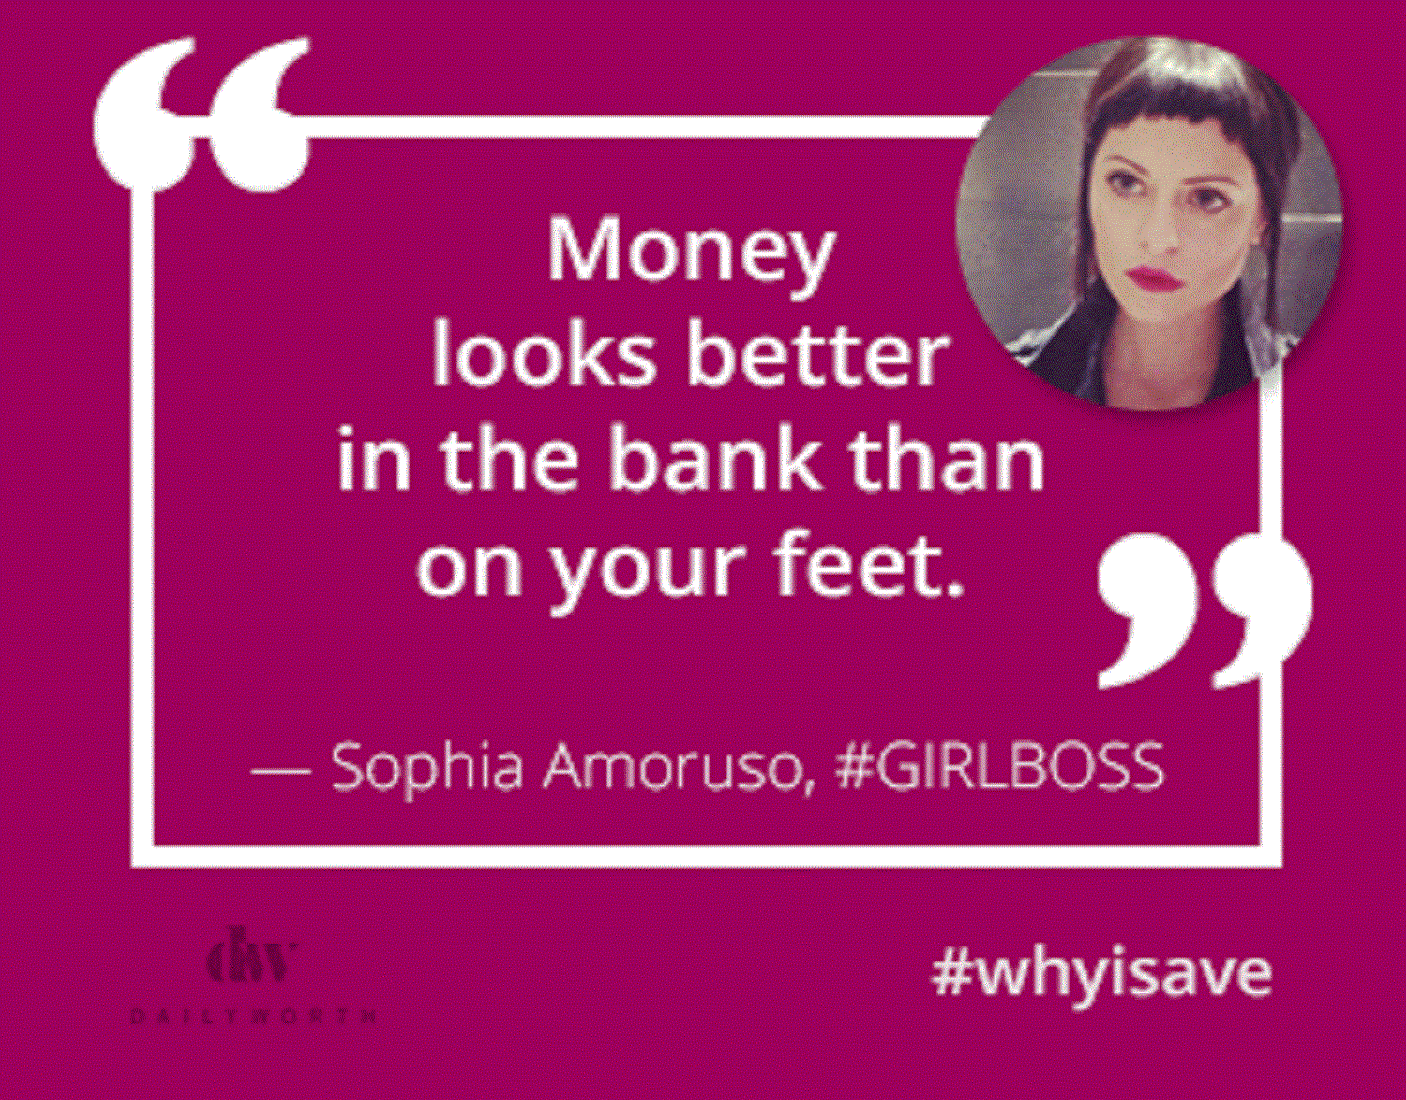 “
Money
looks better
in the bank than
on your feet.
”
— Sophia Amoruso, #GIRLBOSS
dw
DAILYWORTH
#whyisave